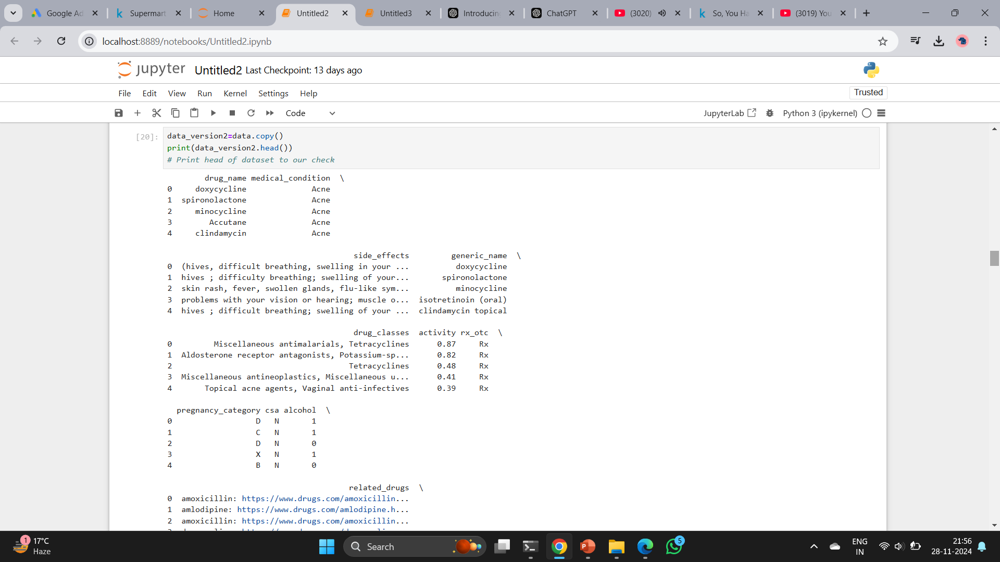 Google Ad
Supermart
Home
Untitled2
Untitled3
Introducin
ChatGPT
(3020)
So, You Ha
(3019) You
localhost:8889/notebooks/Untitled2.ipynb
jupyter Untitled2 Last Checkpoint: 13 days ago
File Edit View Run Kernel Settings Help
Trusted
Code
JupyterLab
Python 3 (ipykernel)
[20]: data_version2=data.copy()
print(data_version2.head())
# Print head of dataset to our check
drug_name medical_condition \
0 doxycycline Acne
1 spironolactone Acne
2 minocycline Acne
3 Accutane Acne
4 clindamycin Acne
side_effects generic_name \
0 (hives, difficult breathing, swelling in your ... doxycycline
1 hives ; difficulty breathing; swelling of your... spironolactone
2 skin rash, fever, swollen glands, flu-like sym... minocycline
3 problems with your vision or hearing; muscle o... isotretinoin (oral)
4 hives ; difficult breathing; swelling of your ... clindamycin topical
drug_classes activity rx_otc \
0 Miscellaneous antimalarials, Tetracyclines 0.87 Rx
1 Aldosterone receptor antagonists, Potassium-sp... 0.82 Rx
2 Tetracyclines 0.48 Rx
3 Miscellaneous antineoplastics, Miscellaneous u... 0.41 Rx
4 Topical acne agents, Vaginal anti-infectives 0.39 Rx
pregnancy_category csa alcohol \
0 D N 1
1 C N 1
2 D N 0
3 X N 1
4 B N 0
related_drugs \
0 amoxicillin: https://www.drugs.com/amoxicillin...
1 amlodipine: https://www.drugs.com/amlodipine.h...
2 amoxicillin: https://www.drugs.com/amoxicillin...
1
17°C
Haze
Search
5
ENG
IN
21:56
28-11-2024